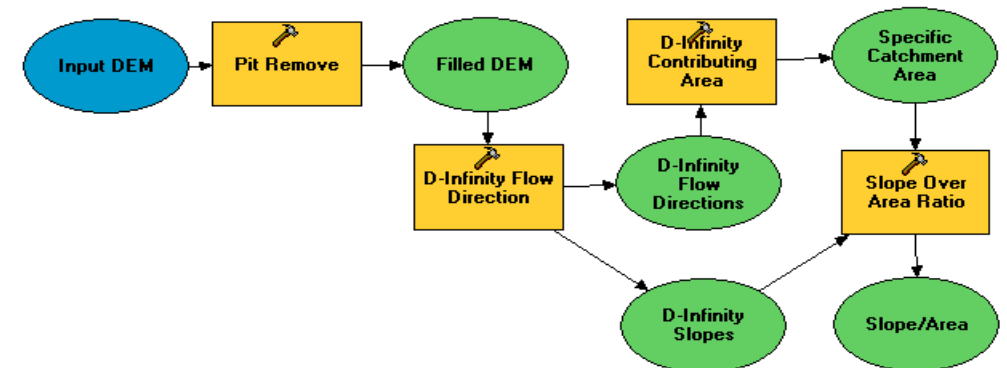 Input DEM
Pit Remove
Filled DEM
D-Infinity
Contributing
Area
Specific
Catchment
Area
D-Infinity Flow
Direction
D-Infinity
Flow
Directions
Slope Over
Area Ratio
D-Infinity
Slopes
Slope/Area